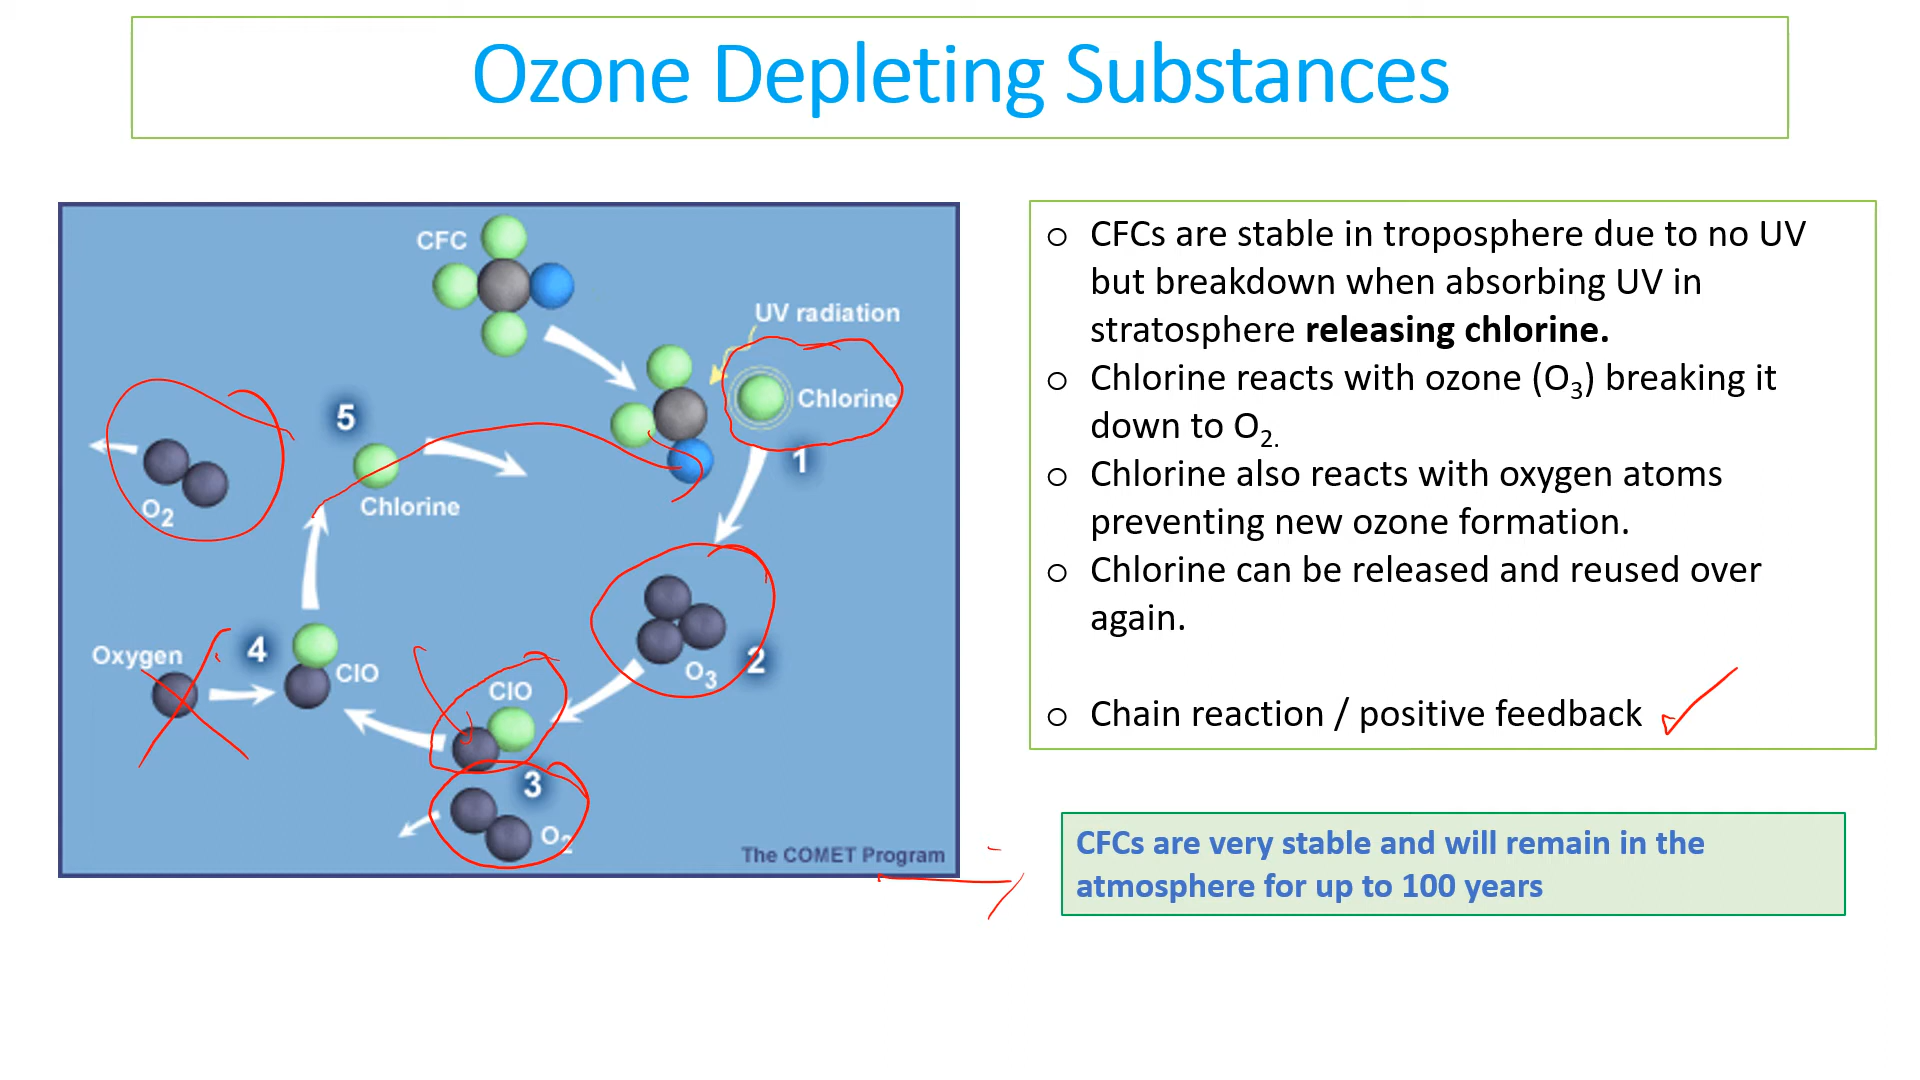 Ozone Depleting Substances
CFC
UV radiation
Chlorine
1
5
Chlorine
O2
2
O3
Oxygen
4
ClO
ClO
3
O2
The COMET Program
o CFCs are stable in troposphere due to no UV
but breakdown when absorbing UV in
stratosphere releasing chlorine.
o Chlorine reacts with ozone (O3) breaking it
down to O2.
o Chlorine also reacts with oxygen atoms
preventing new ozone formation.
o Chlorine can be released and reused over
again.
o Chain reaction / positive feedback
CFCs are very stable and will remain in the
atmosphere for up to 100 years